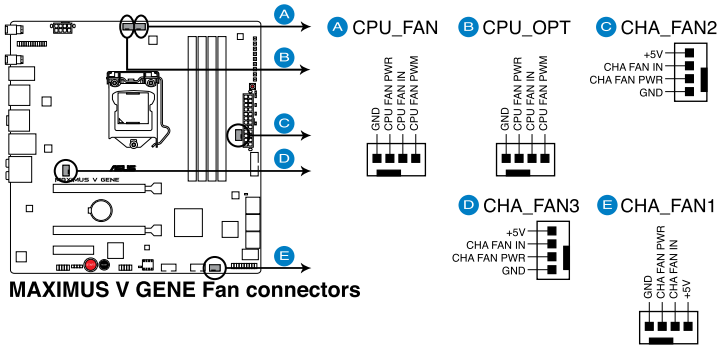 A
B
C
D
E
MAXIMUS V GENE
MAXIMUS V GENE Fan connectors
A CPU_FAN
GND
CPU FAN PWR
CPU FAN IN
CPU FAN PWM
B CPU_OPT
GND
CPU FAN PWR
CPU FAN IN
CPU FAN PWM
C CHA_FAN2
+5V
CHA FAN IN
CHA FAN PWR
GND
D CHA_FAN3
+5V
CHA FAN IN
CHA FAN PWR
GND
E CHA_FAN1
GND
CHA FAN PWR
CHA FAN IN
+5V